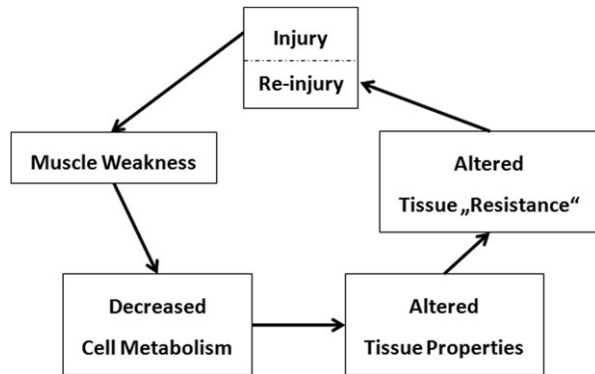 Injury
Re-injury
Muscle Weakness
Altered
Tissue „Resistance“
Decreased
Cell Metabolism
Altered
Tissue Properties